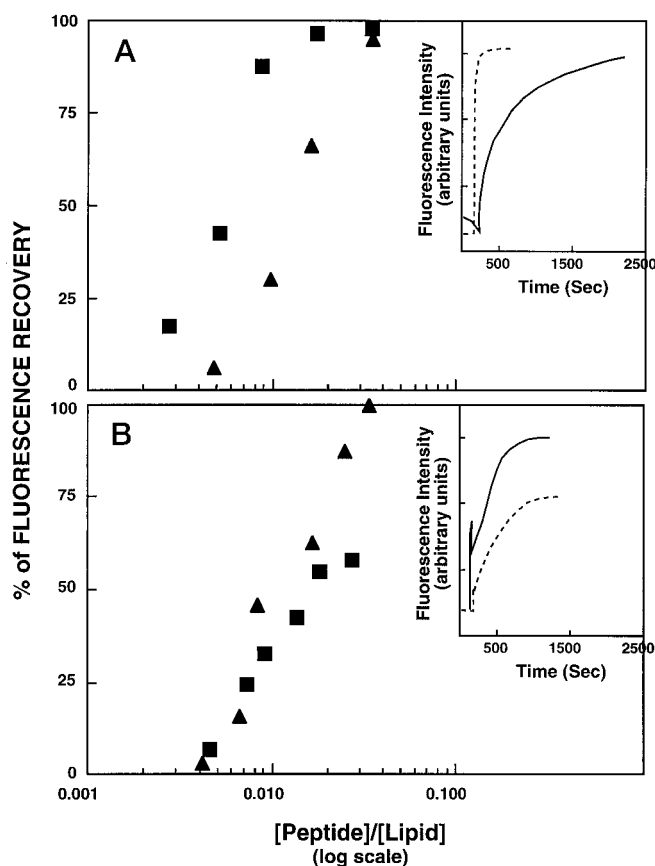 % of FLUORESCENCE RECOVERY
A
100
75
50
25
0
Fluorescence Intensity
(arbitrary units)
500
1500
2500
Time (Sec)
B
100
75
50
25
0
Fluorescence Intensity
(arbitrary units)
500
1500
2500
Time (Sec)
0.001
0.010
0.100
[Peptide]/[Lipid]
(log scale)